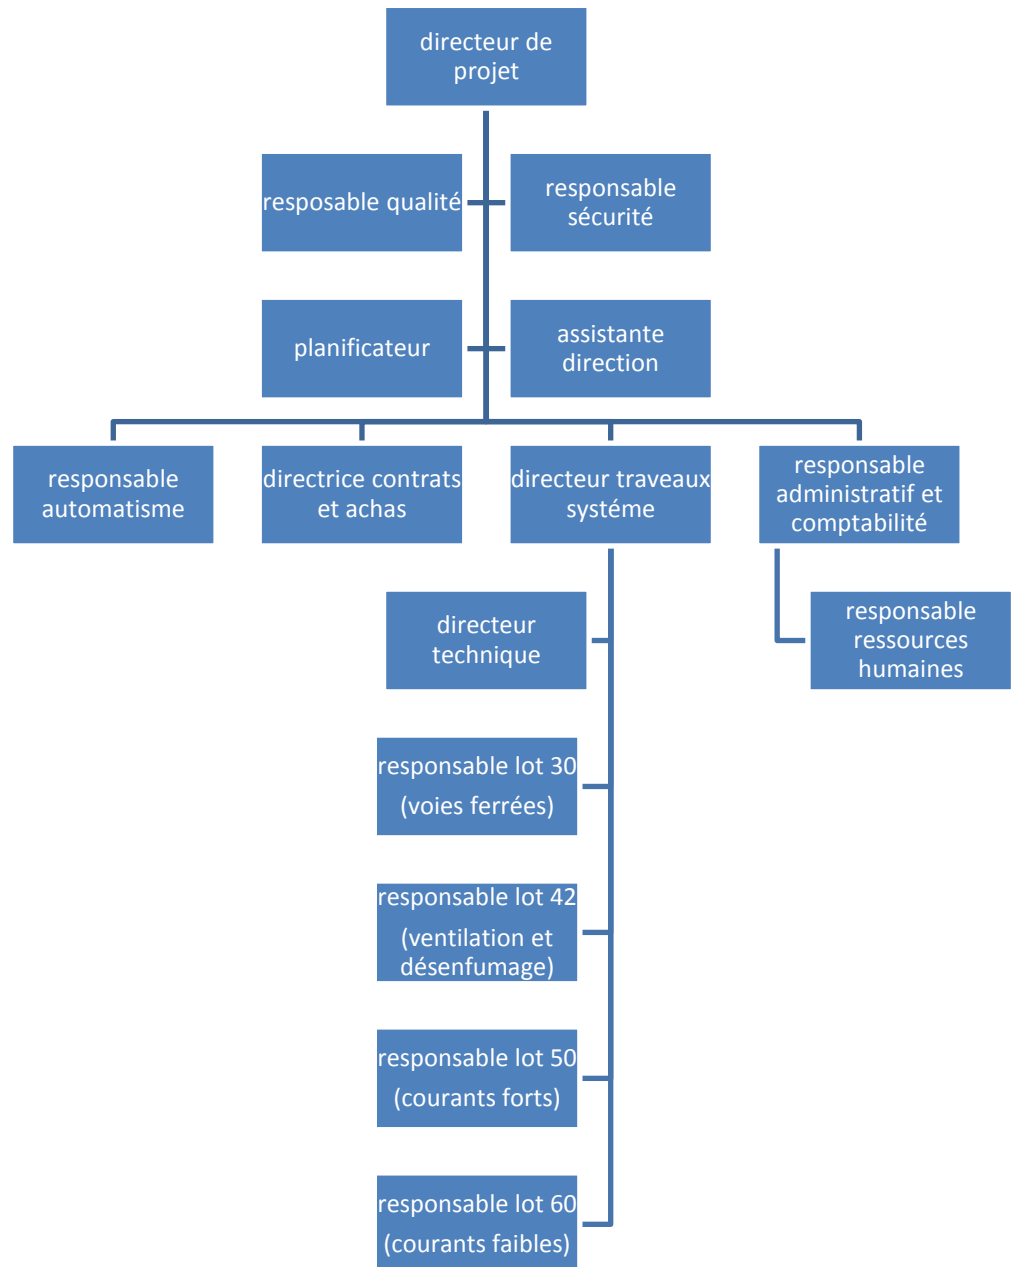 directeur de
projet
resposable qualité
responsable
sécurité
planificateur
assistante
direction
responsable
automatisme
directrice contrats
et achas
directeur traveaux
systéme
responsable
administratif et
comptabilité
directeur
technique
responsable
ressources
humaines
responsable lot 30
(voies ferrées)
responsable lot 42
(ventilation et
désenfumage)
responsable lot 50
(courants forts)
responsable lot 60
(courants faibles)